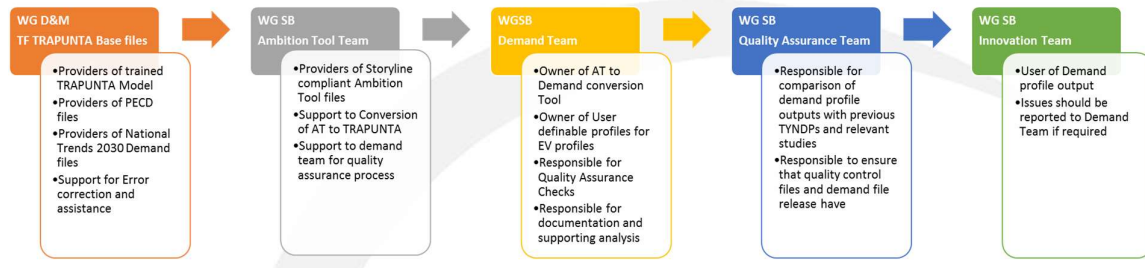 WG D&M
TF TRAPUNTA Base files
•Providers of trained
TRAPUNTA Model
•Providers of PECD
files
•Providers of National
Trends 2030 Demand
files
•Support for Error
correction and
assistance
WG SB
Ambition Tool Team
•Providers of Storyline
compliant Ambition
Tool files
•Support to Conversion
of AT to TRAPUNTA
•Support to demand
team for quality
assurance process
WGSB
Demand Team
•Owner of AT to
Demand conversion
Tool
•Owner of User
definable profiles for
EV profiles
•Responsible for
Quality Assurance
Checks
•Responsible for
documentation and
supporting analysis
WG SB
Quality Assurance Team
•Responsible for
comparison of
demand profile
outputs with previous
TYNDPs and relevant
studies
•Responsible to ensure
that quality control
files and demand file
release have
WG SB
Innovation Team
•User of Demand
profile output
•Issues should be
reported to Demand
Team if required